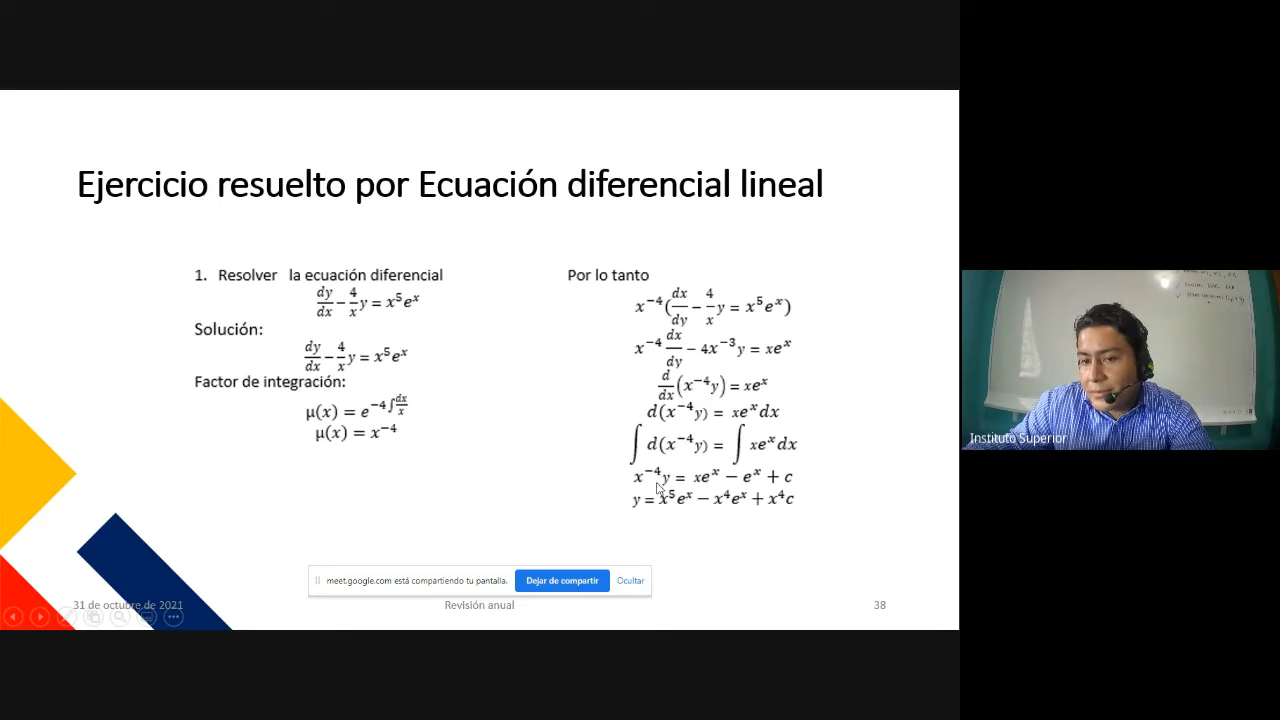 Ejercicio resuelto por Ecuación diferencial lineal
1. Resolver la ecuación diferencial
dy/dx − 4/x y = x⁵eˣ
Solución:
dy/dx − 4/x y = x⁵eˣ
Factor de integración:
μ(x) = e^(−4∫dx/x)
μ(x) = x⁻⁴
Por lo tanto
x⁻⁴(dx/dy − 4/x y = x⁵eˣ)
x⁻⁴ dx/dy − 4x⁻³y = xeˣ
d/dx (x⁻⁴y) = xeˣ
d(x⁻⁴y) = xeˣdx
∫ d(x⁻⁴y) = ∫ xeˣdx
x⁻⁴y = xeˣ − eˣ + c
y = x⁵eˣ − x⁴eˣ + x⁴c
meet.google.com está compartiendo tu pantalla.
Dejar de compartir
Ocultar
31 de octubre de 2021
Revisión anual
38
Instituto Superior